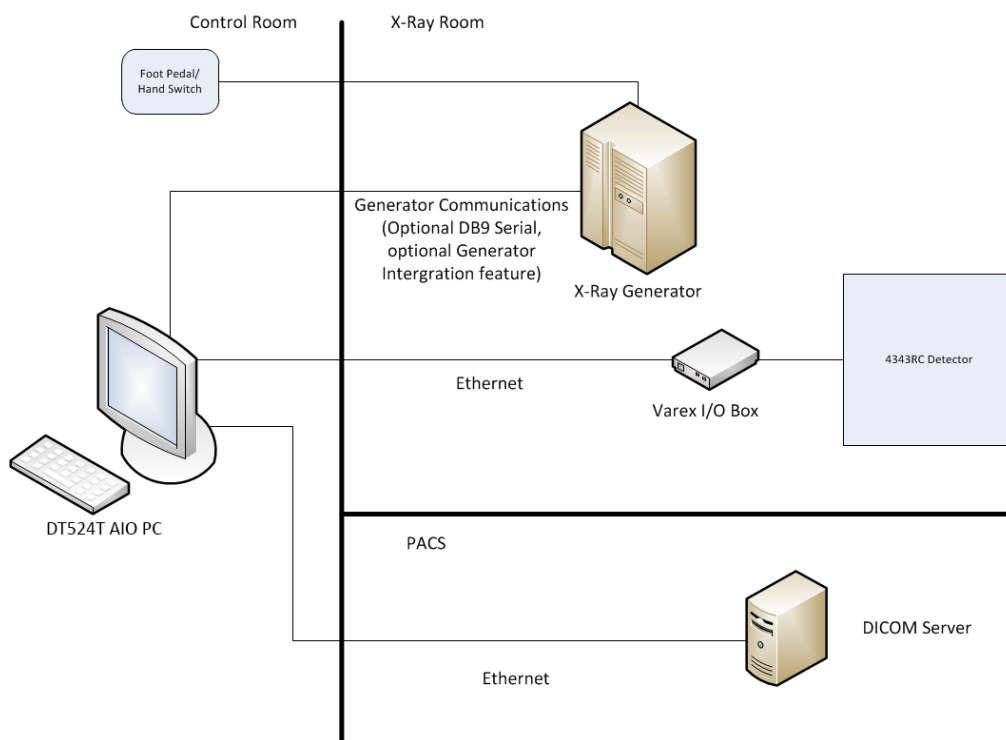 Control Room
X-Ray Room
Foot Pedal/
Hand Switch
Generator Communications
(Optional DB9 Serial,
optional Generator
Intergration feature)
X-Ray Generator
4343RC Detector
Ethernet
Varex I/O Box
DT524T AIO PC
PACS
DICOM Server
Ethernet